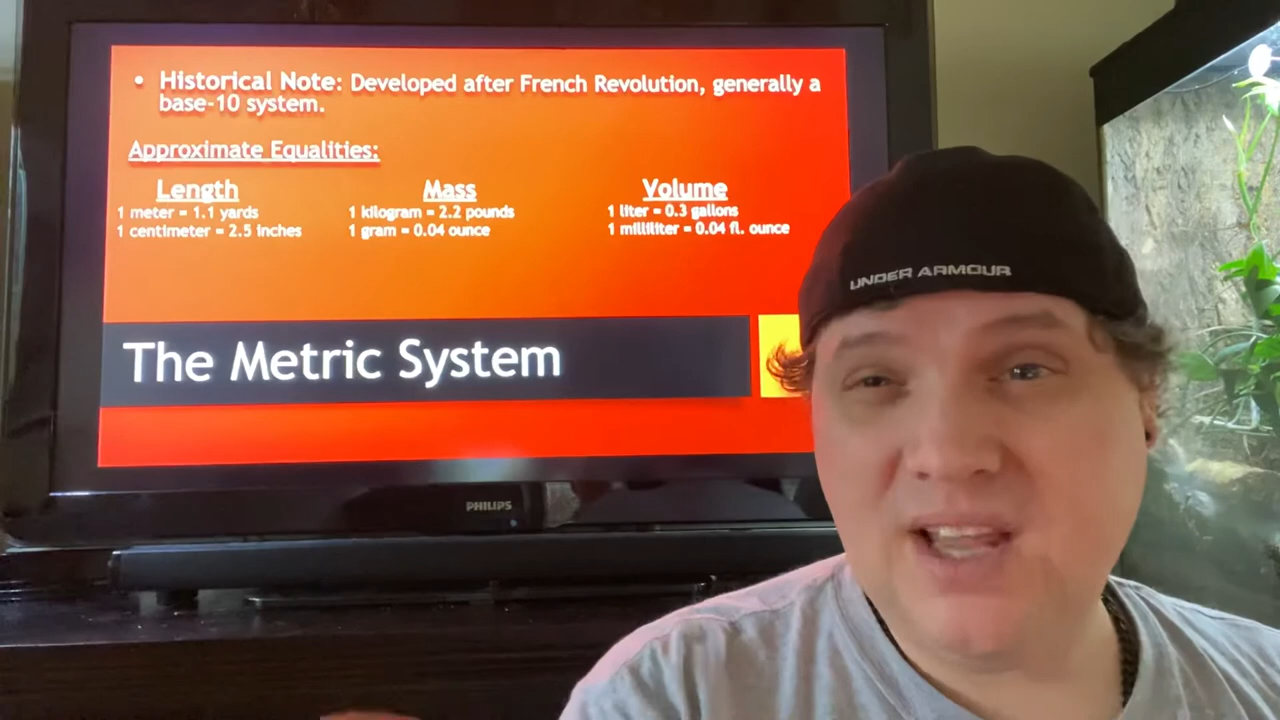 • Historical Note: Developed after French Revolution, generally a
base-10 system.
Approximate Equalities:
Length
1 meter = 1.1 yards
1 centimeter = 2.5 inches
Mass
1 kilogram = 2.2 pounds
1 gram = 0.04 ounce
Volume
1 liter = 0.3 gallons
1 milliliter = 0.04 fl. ounce
The Metric System
PHILIPS
UNDER ARMOUR